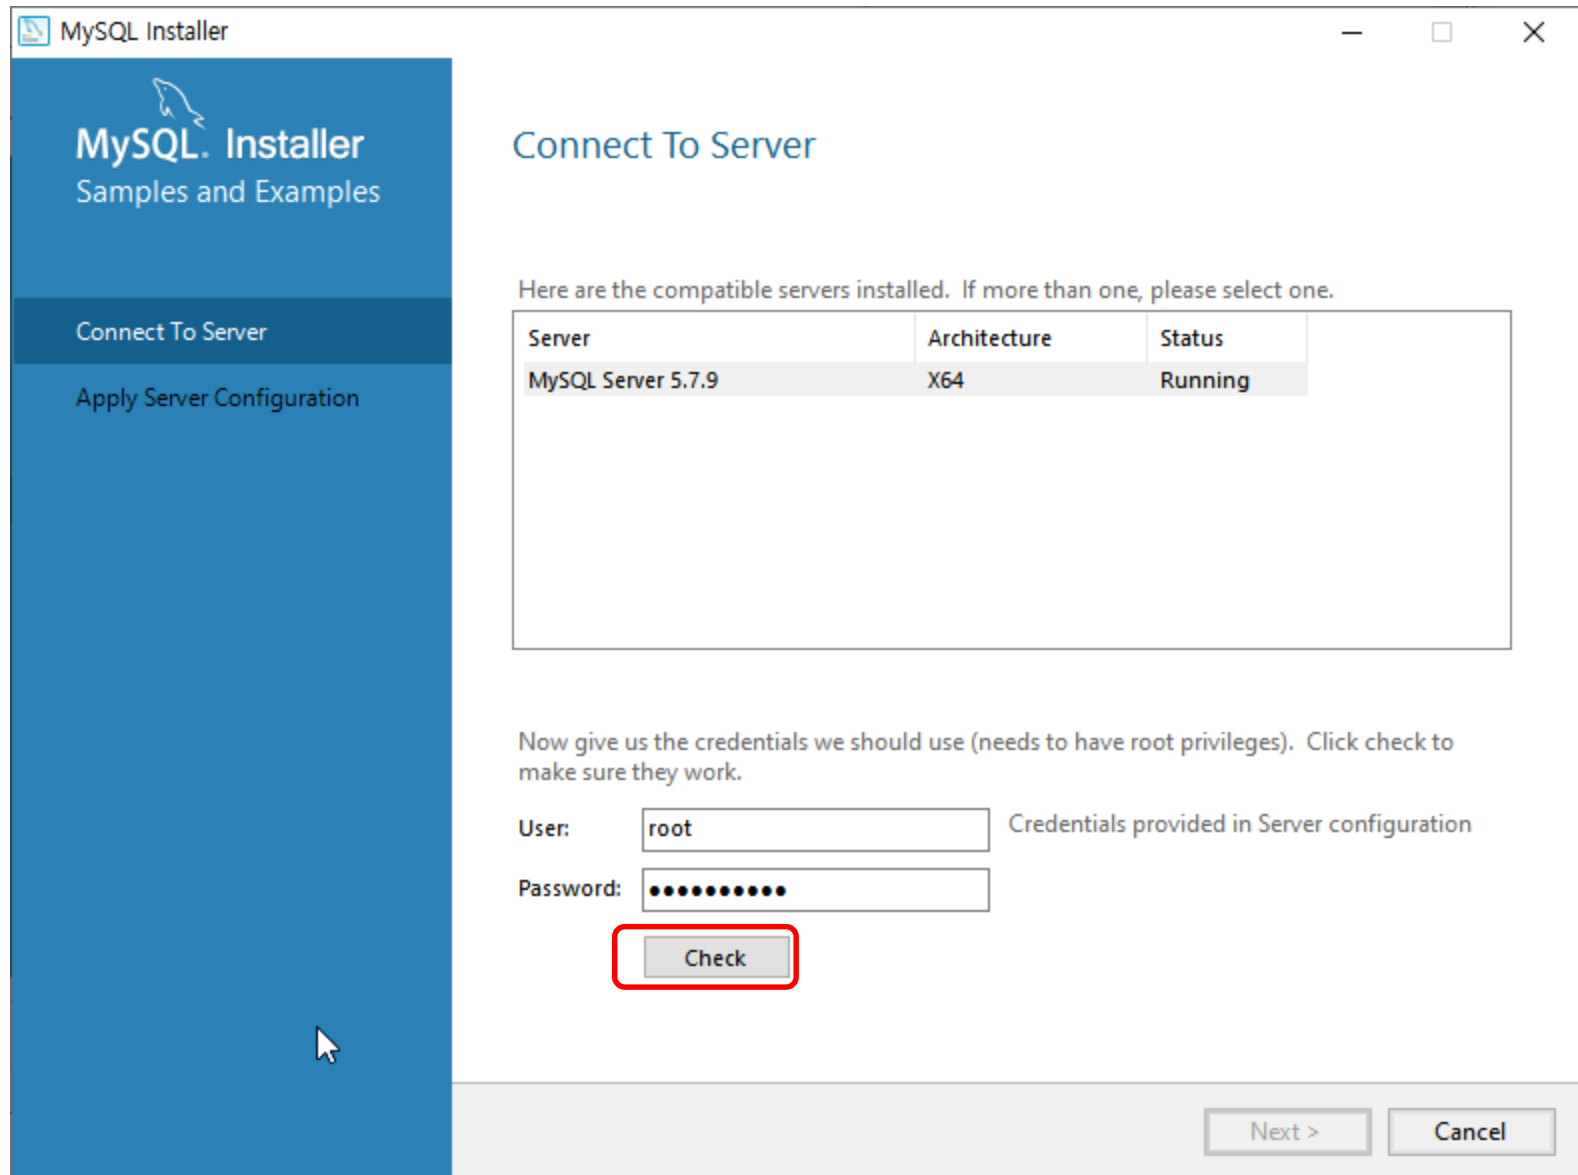 MySQL Installer
MySQL. Installer
Samples and Examples
Connect To Server
Apply Server Configuration
Connect To Server
Here are the compatible servers installed. If more than one, please select one.
Server Architecture Status
MySQL Server 5.7.9 X64 Running
Now give us the credentials we should use (needs to have root privileges). Click check to
make sure they work.
User: root Credentials provided in Server configuration
Password: ●●●●●●●●●●
Check
Next > Cancel